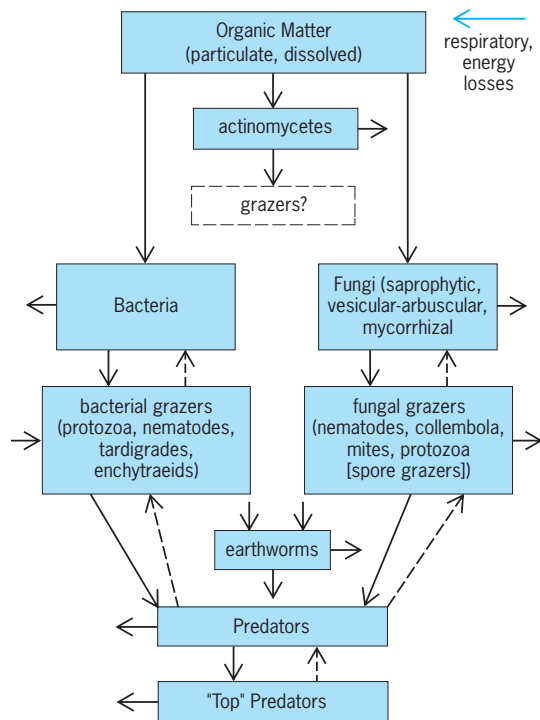 Organic Matter
(particulate, dissolved)
respiratory,
energy
losses
actinomycetes
grazers?
Bacteria
Fungi (saprophytic,
vesicular-arbuscular,
mycorrhizal
bacterial grazers
(protozoa, nematodes,
tardigrades,
enchytraeids)
fungal grazers
(nematodes, collembola,
mites, protozoa
[spore grazers])
earthworms
Predators
"Top" Predators